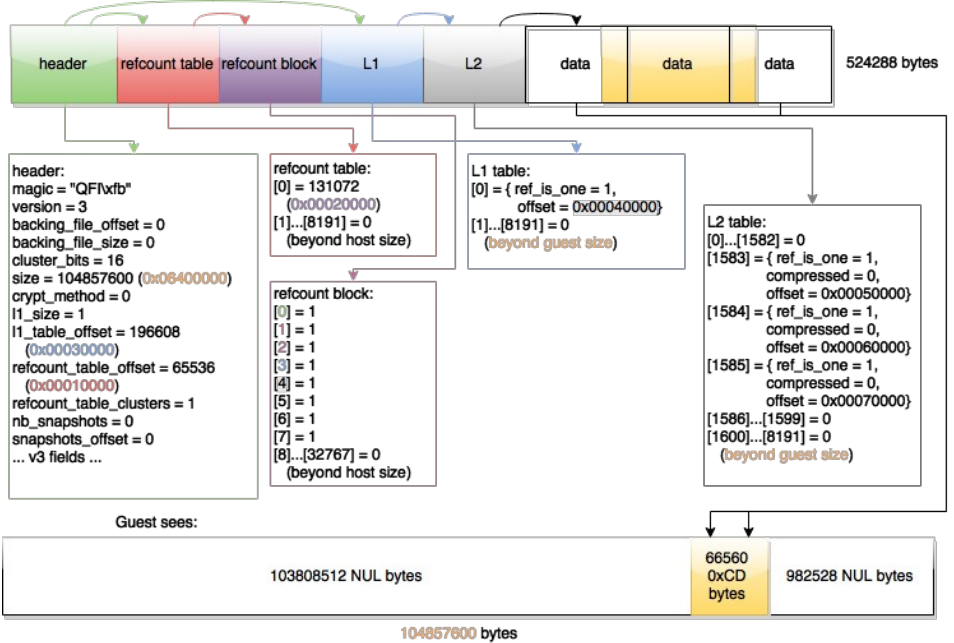 header
refcount table
refcount block
L1
L2
data
data
data
524288 bytes
header:
magic = "QFI\xfb"
version = 3
backing_file_offset = 0
backing_file_size = 0
cluster_bits = 16
size = 104857600 (0x06400000)
crypt_method = 0
l1_size = 1
l1_table_offset = 196608
(0x00030000)
refcount_table_offset = 65536
(0x00010000)
refcount_table_clusters = 1
nb_snapshots = 0
snapshots_offset = 0
... v3 fields ...
refcount table:
[0] = 131072
(0x00020000)
[1]...[8191] = 0
(beyond host size)
refcount block:
[0] = 1
[1] = 1
[2] = 1
[3] = 1
[4] = 1
[5] = 1
[6] = 1
[7] = 1
[8]...[32767] = 0
(beyond host size)
L1 table:
[0] = { ref_is_one = 1,
offset = 0x00040000}
[1]...[8191] = 0
(beyond guest size)
L2 table:
[0]...[1582] = 0
[1583] = { ref_is_one = 1,
compressed = 0,
offset = 0x00050000}
[1584] = { ref_is_one = 1,
compressed = 0,
offset = 0x00060000}
[1585] = { ref_is_one = 1,
compressed = 0,
offset = 0x00070000}
[1586]...[1599] = 0
[1600]...[8191] = 0
(beyond guest size)
Guest sees:
103808512 NUL bytes
66560
0xCD
bytes
982528 NUL bytes
104857600 bytes